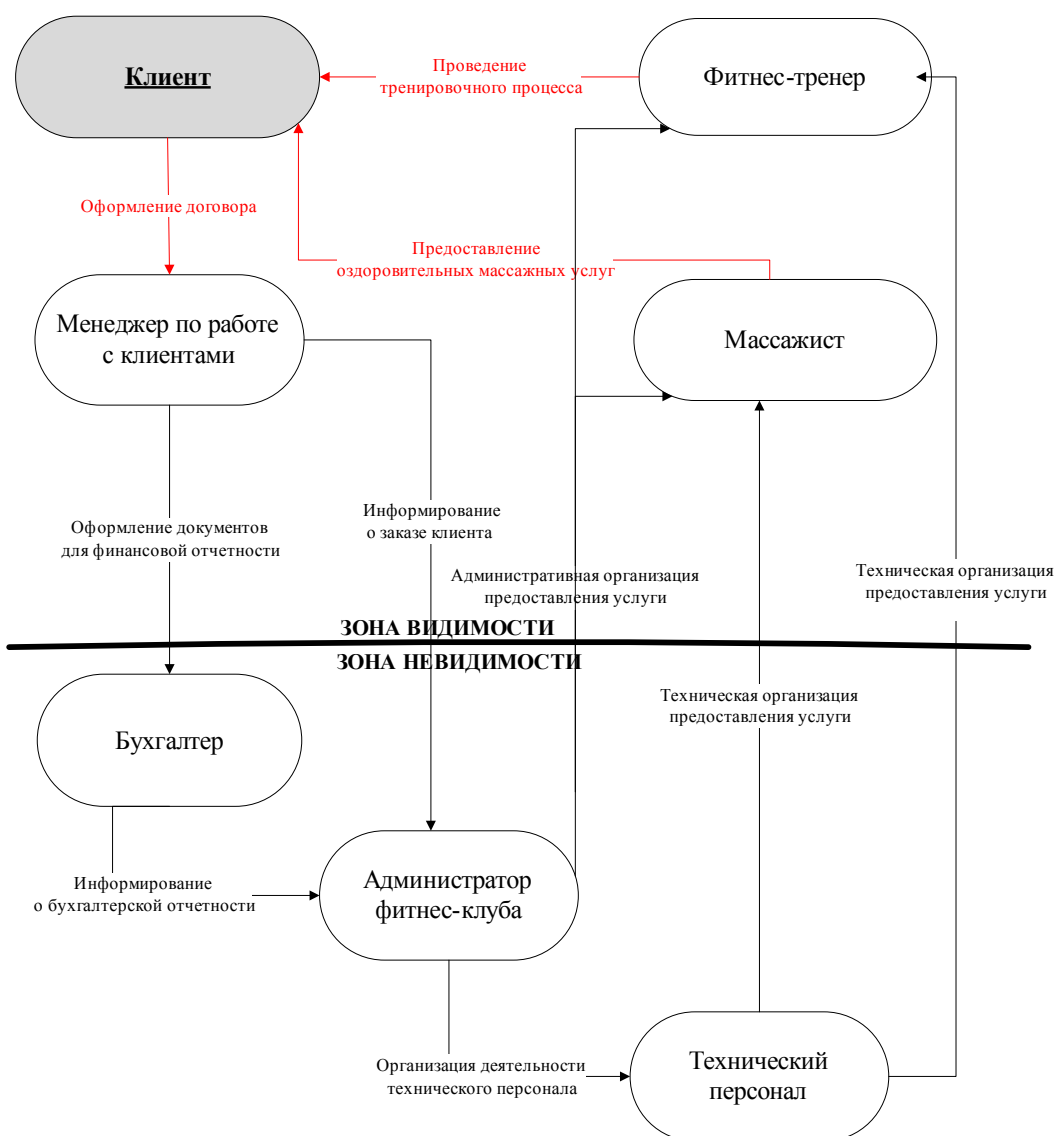 Клиент
Проведение
тренировочного процесса
Фитнес-тренер
Оформление договора
Предоставление
оздоровительных массажных услуг
Менеджер по работе
с клиентами
Массажист
Оформление документов
для финансовой отчетности
Информирование
о заказе клиента
Административная организация
предоставления услуги
Техническая организация
предоставления услуги
ЗОНА ВИДИМОСТИ
ЗОНА НЕВИДИМОСТИ
Техническая организация
предоставления услуги
Бухгалтер
Информирование
о бухгалтерской отчетности
Администратор
фитнес-клуба
Организация деятельности
технического персонала
Технический
персонал